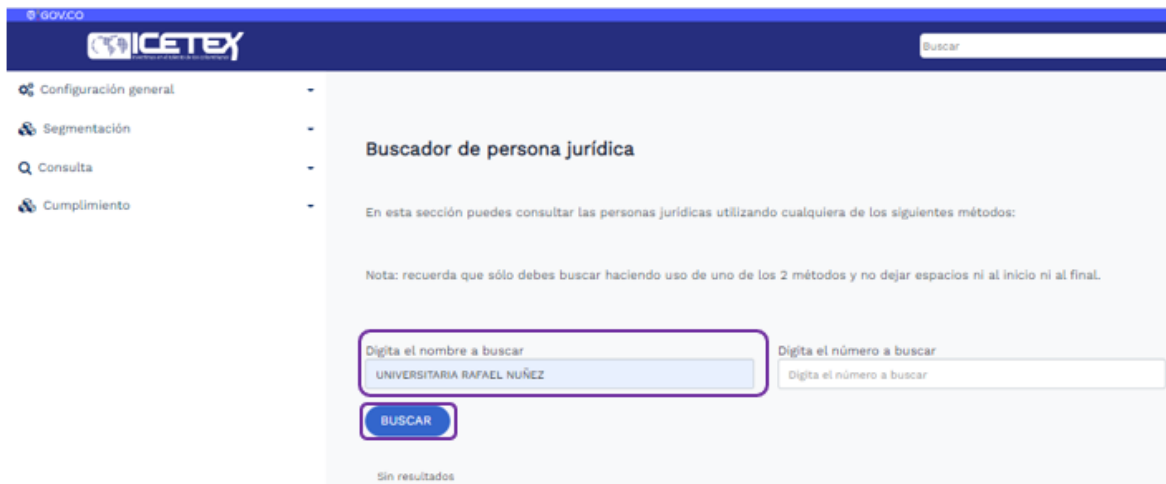 GOV.CO
ICETEX
Buscar
Configuración general
Segmentación
Consulta
Cumplimiento
Buscador de persona jurídica
En esta sección puedes consultar las personas jurídicas utilizando cualquiera de los siguientes métodos:
Nota: recuerda que sólo debes buscar haciendo uso de uno de los 2 métodos y no dejar espacios ni al inicio ni al final.
Digita el nombre a buscar
UNIVERSITARIA RAFAEL NUÑEZ
Digita el número a buscar
Digita el número a buscar
BUSCAR
Sin resultados